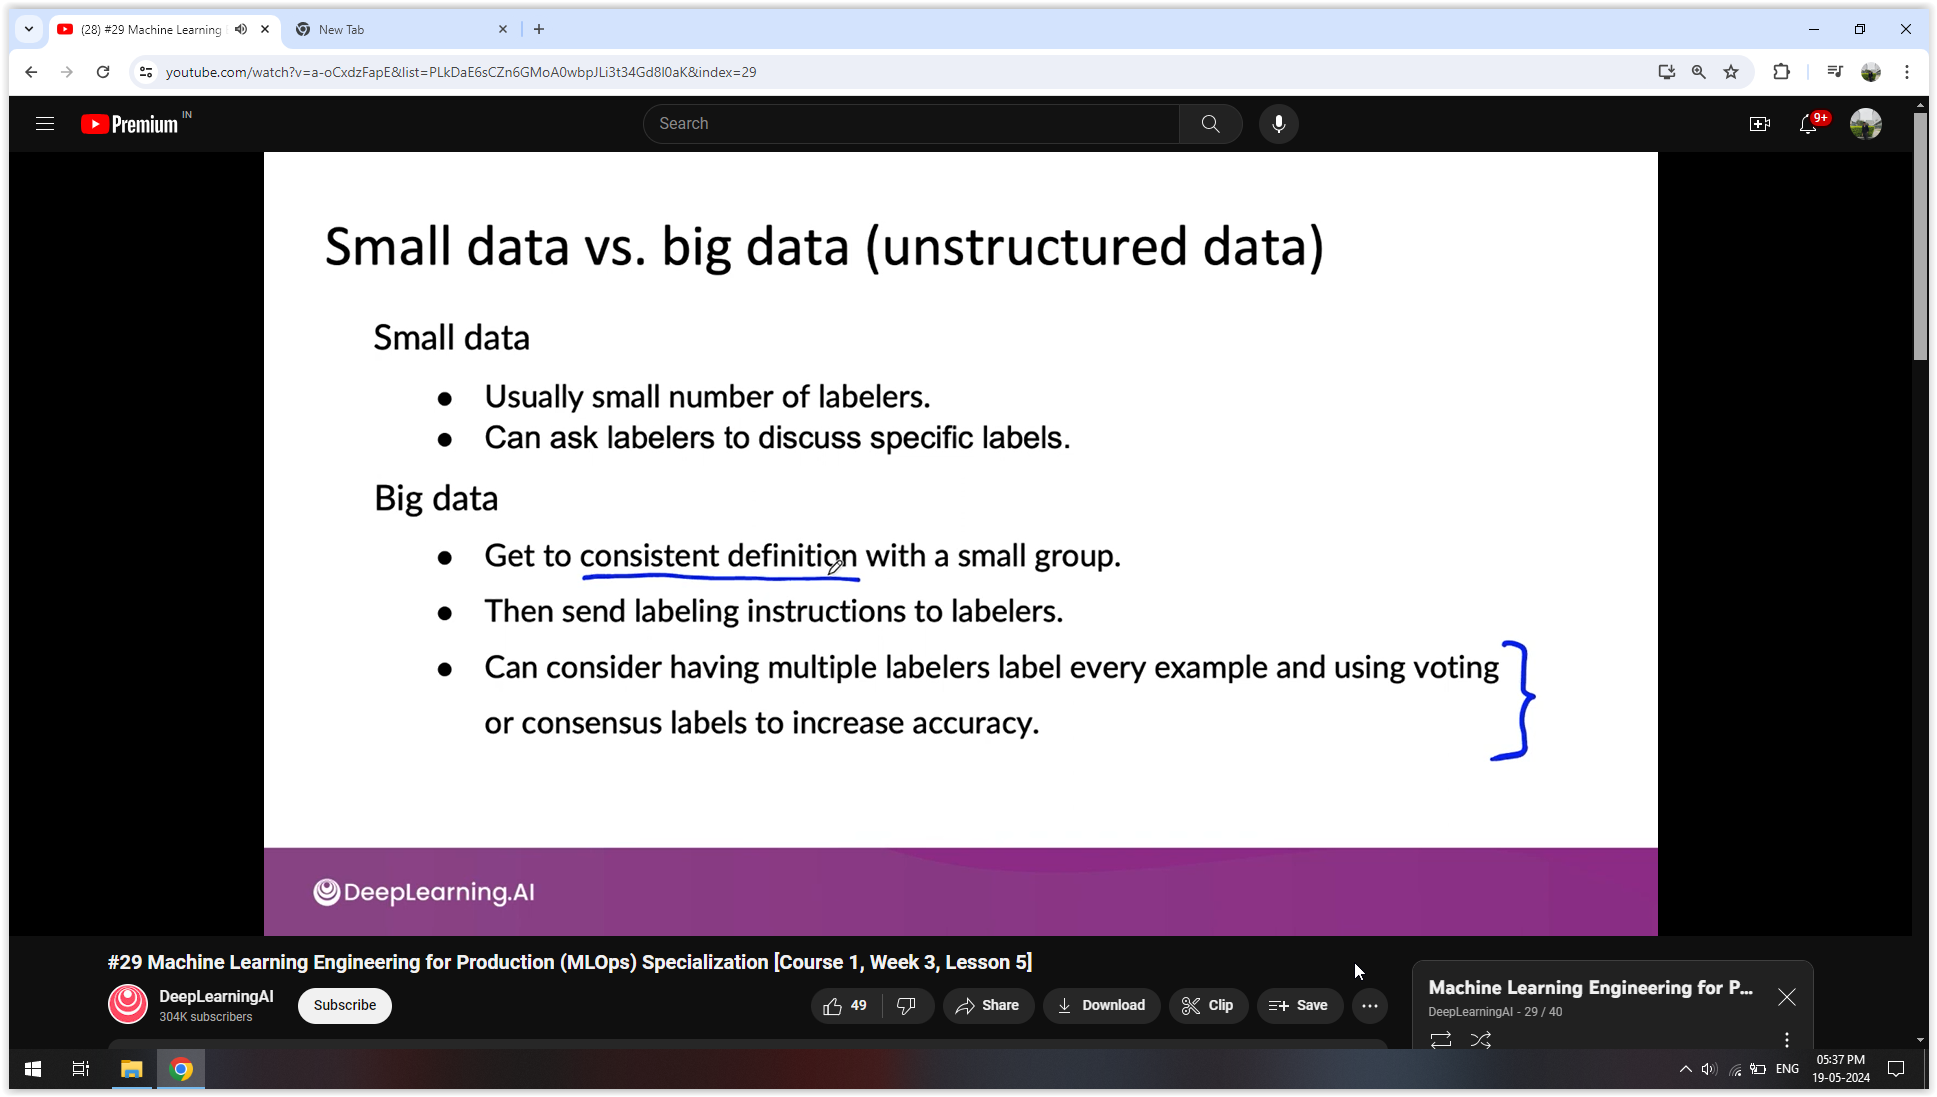 (28) #29 Machine Learning
New Tab
youtube.com/watch?v=a-oCxdzFapE&list=PLkDaE6sCZn6GMoA0wbpJLi3t34Gd8l0aK&index=29
Premium IN
Search
9+
Small data vs. big data (unstructured data)
Small data
● Usually small number of labelers.
● Can ask labelers to discuss specific labels.
Big data
● Get to consistent definition with a small group.
● Then send labeling instructions to labelers.
● Can consider having multiple labelers label every example and using voting
or consensus labels to increase accuracy.
DeepLearning.AI
#29 Machine Learning Engineering for Production (MLOps) Specialization [Course 1, Week 3, Lesson 5]
DeepLearningAI
304K subscribers
Subscribe
49
Share
Download
Clip
Save
Machine Learning Engineering for P...
DeepLearningAI - 29 / 40
ENG
05:37 PM
19-05-2024